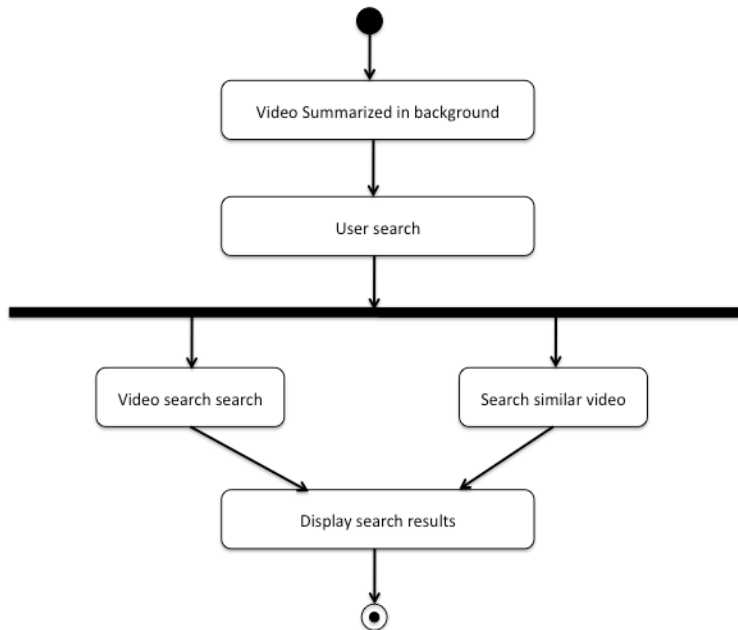 Video Summarized in background
User search
Video search search
Search similar video
Display search results